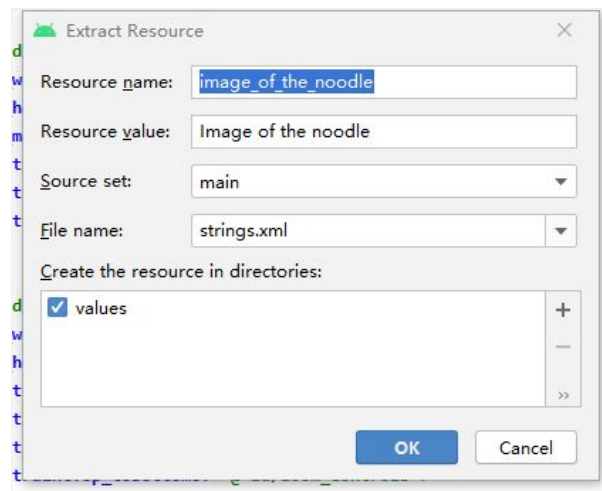 Extract Resource
Resource name: image_of_the_noodle
Resource value: Image of the noodle
Source set: main
File name: strings.xml
Create the resource in directories:
values
OK Cancel